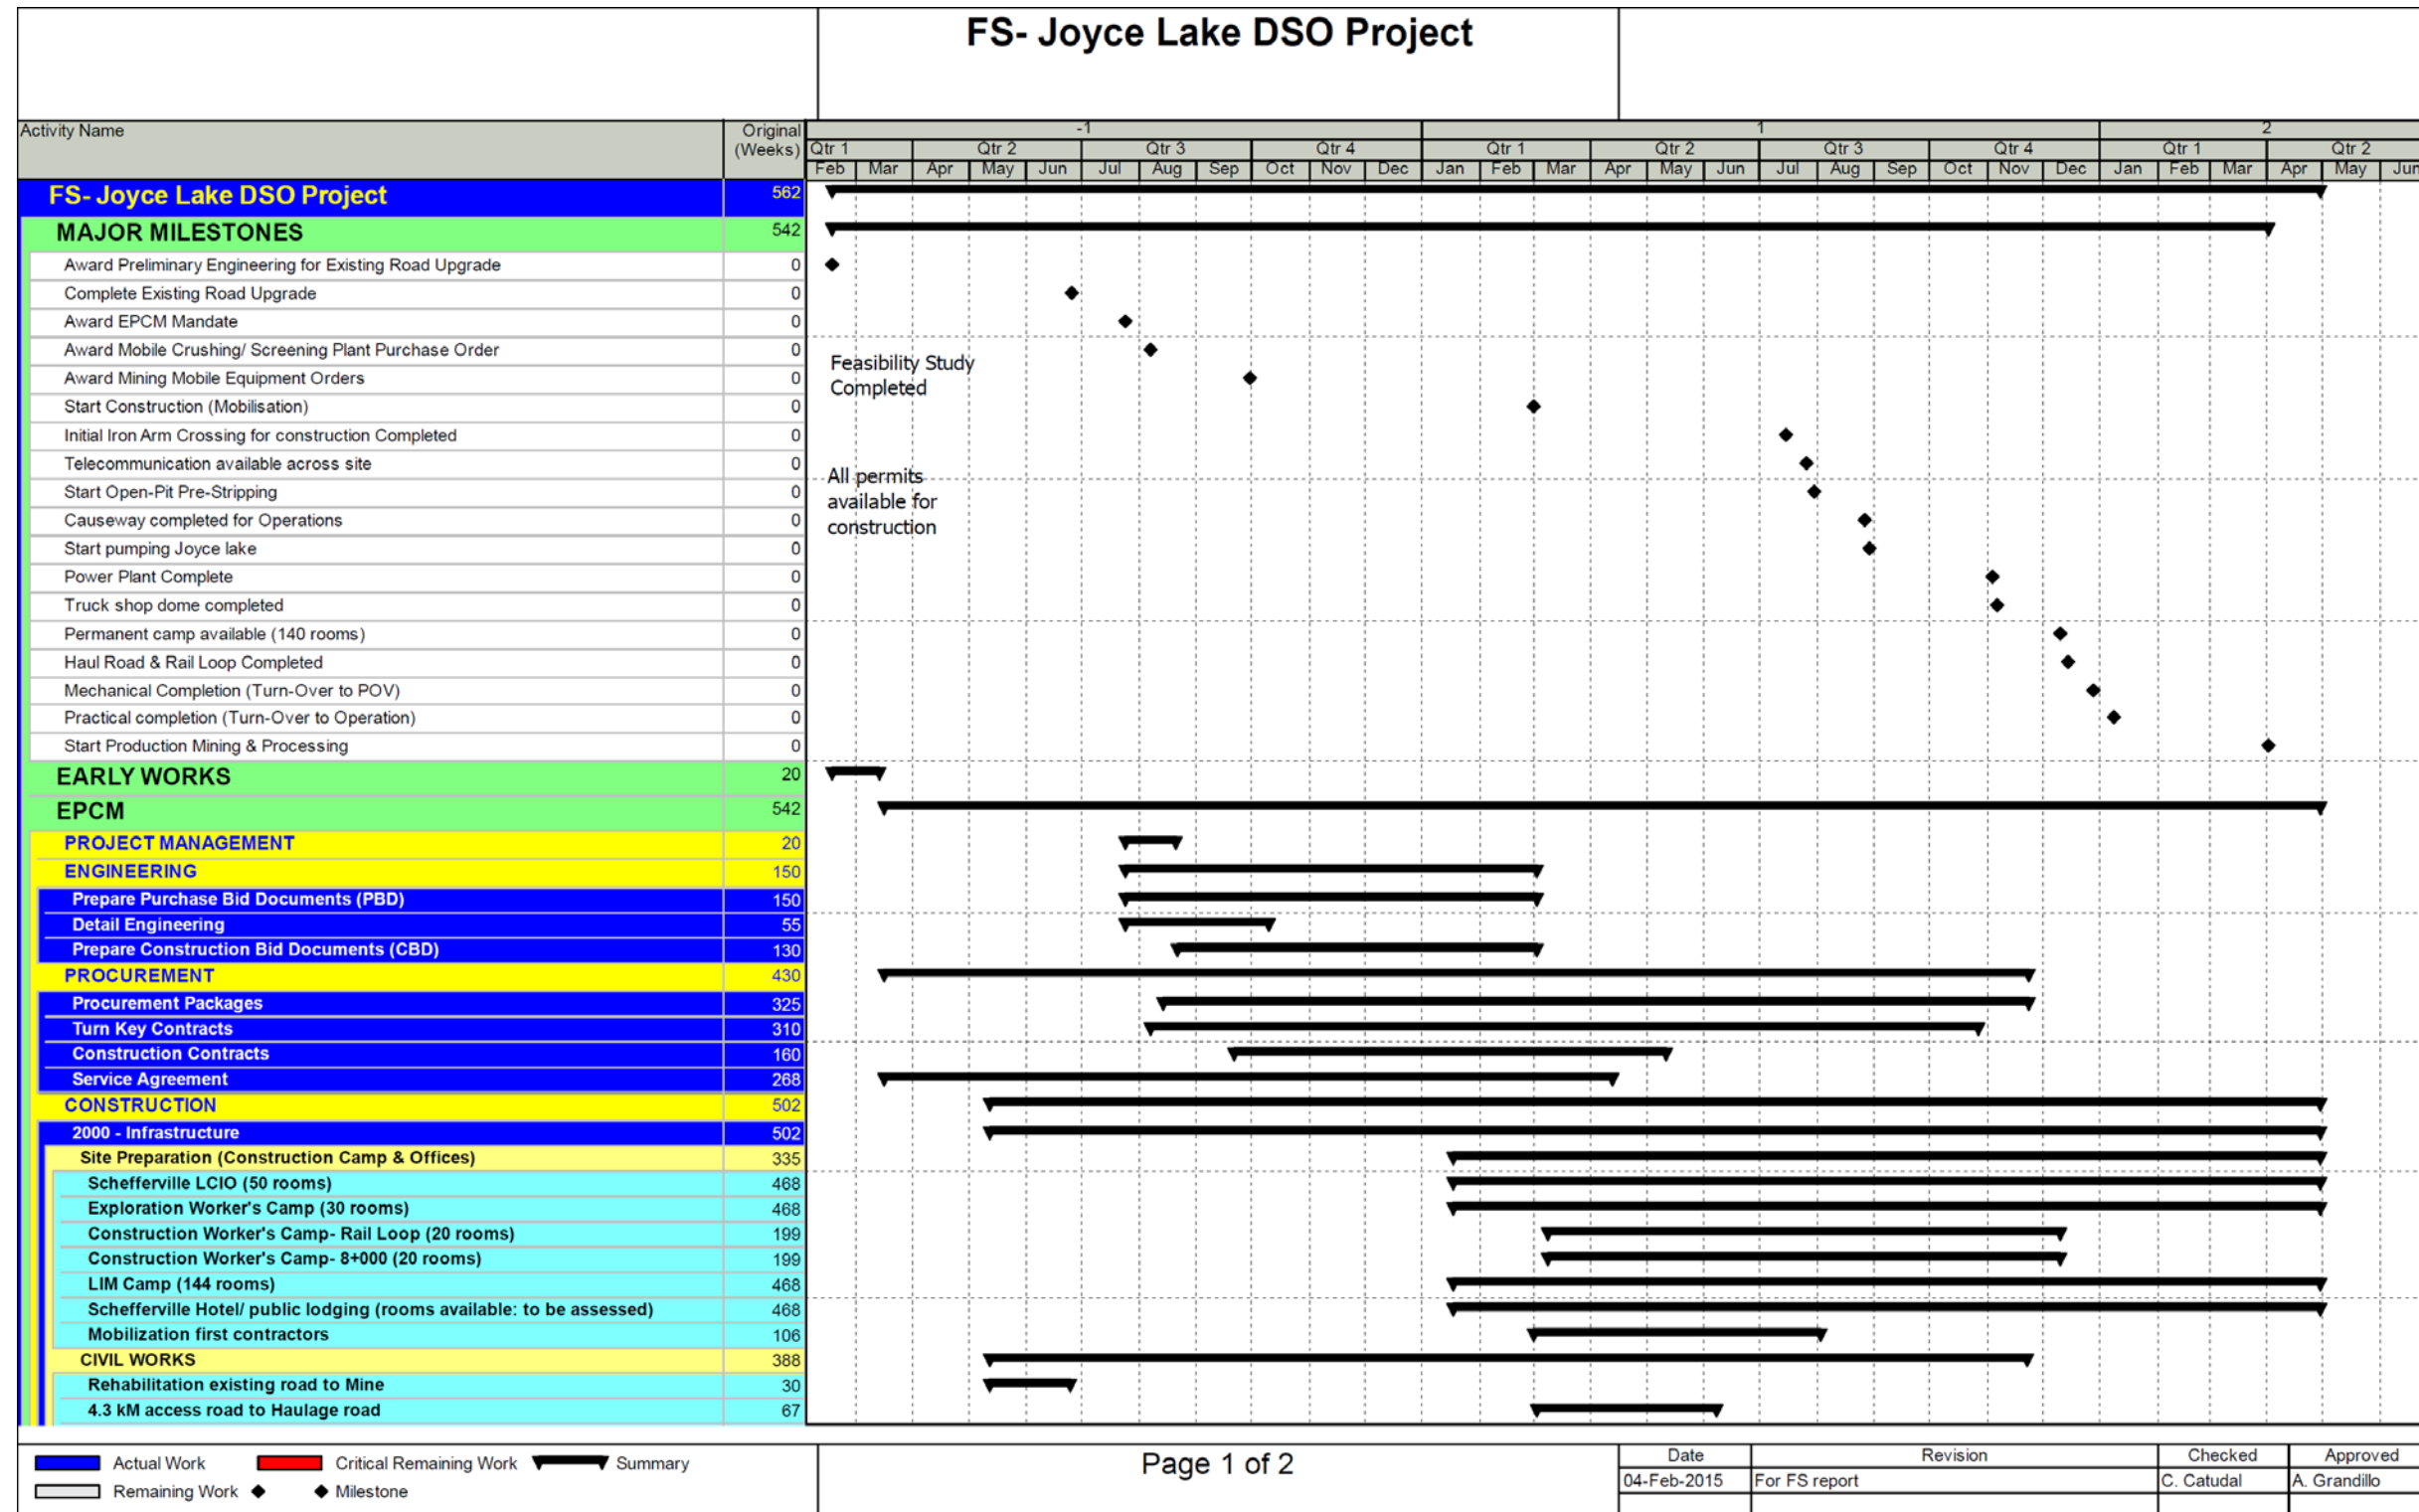 FS- Joyce Lake DSO Project
Activity Name
Original
(Weeks)
-1 1 2
Qtr 1 Qtr 2 Qtr 3 Qtr 4 Qtr 1 Qtr 2 Qtr 3 Qtr 4 Qtr 1 Qtr 2
Feb Mar Apr May Jun Jul Aug Sep Oct Nov Dec Jan Feb Mar Apr May Jun Jul Aug Sep Oct Nov Dec Jan Feb Mar Apr May Jun
FS- Joyce Lake DSO Project 562
MAJOR MILESTONES 542
Award Preliminary Engineering for Existing Road Upgrade 0
Complete Existing Road Upgrade 0
Award EPCM Mandate 0
Award Mobile Crushing/ Screening Plant Purchase Order 0
Award Mining Mobile Equipment Orders 0
Start Construction (Mobilisation) 0
Initial Iron Arm Crossing for construction Completed 0
Telecommunication available across site 0
Start Open-Pit Pre-Stripping 0
Causeway completed for Operations 0
Start pumping Joyce lake 0
Power Plant Complete 0
Truck shop dome completed 0
Permanent camp available (140 rooms) 0
Haul Road & Rail Loop Completed 0
Mechanical Completion (Turn-Over to POV) 0
Practical completion (Turn-Over to Operation) 0
Start Production Mining & Processing 0
Feasibility Study
Completed
All permits
available for
construction
EARLY WORKS 20
EPCM 542
PROJECT MANAGEMENT 20
ENGINEERING 150
Prepare Purchase Bid Documents (PBD) 150
Detail Engineering 55
Prepare Construction Bid Documents (CBD) 130
PROCUREMENT 430
Procurement Packages 325
Turn Key Contracts 310
Construction Contracts 160
Service Agreement 268
CONSTRUCTION 502
2000 - Infrastructure 502
Site Preparation (Construction Camp & Offices) 335
Schefferville LCIO (50 rooms) 468
Exploration Worker's Camp (30 rooms) 468
Construction Worker's Camp- Rail Loop (20 rooms) 199
Construction Worker's Camp- 8+000 (20 rooms) 199
LIM Camp (144 rooms) 468
Schefferville Hotel/ public lodging (rooms available: to be assessed) 468
Mobilization first contractors 106
CIVIL WORKS 388
Rehabilitation existing road to Mine 30
4.3 kM access road to Haulage road 67
Actual Work Critical Remaining Work Summary
Remaining Work Milestone
Page 1 of 2
Date Revision Checked Approved
04-Feb-2015 For FS report C. Catudal A. Grandillo